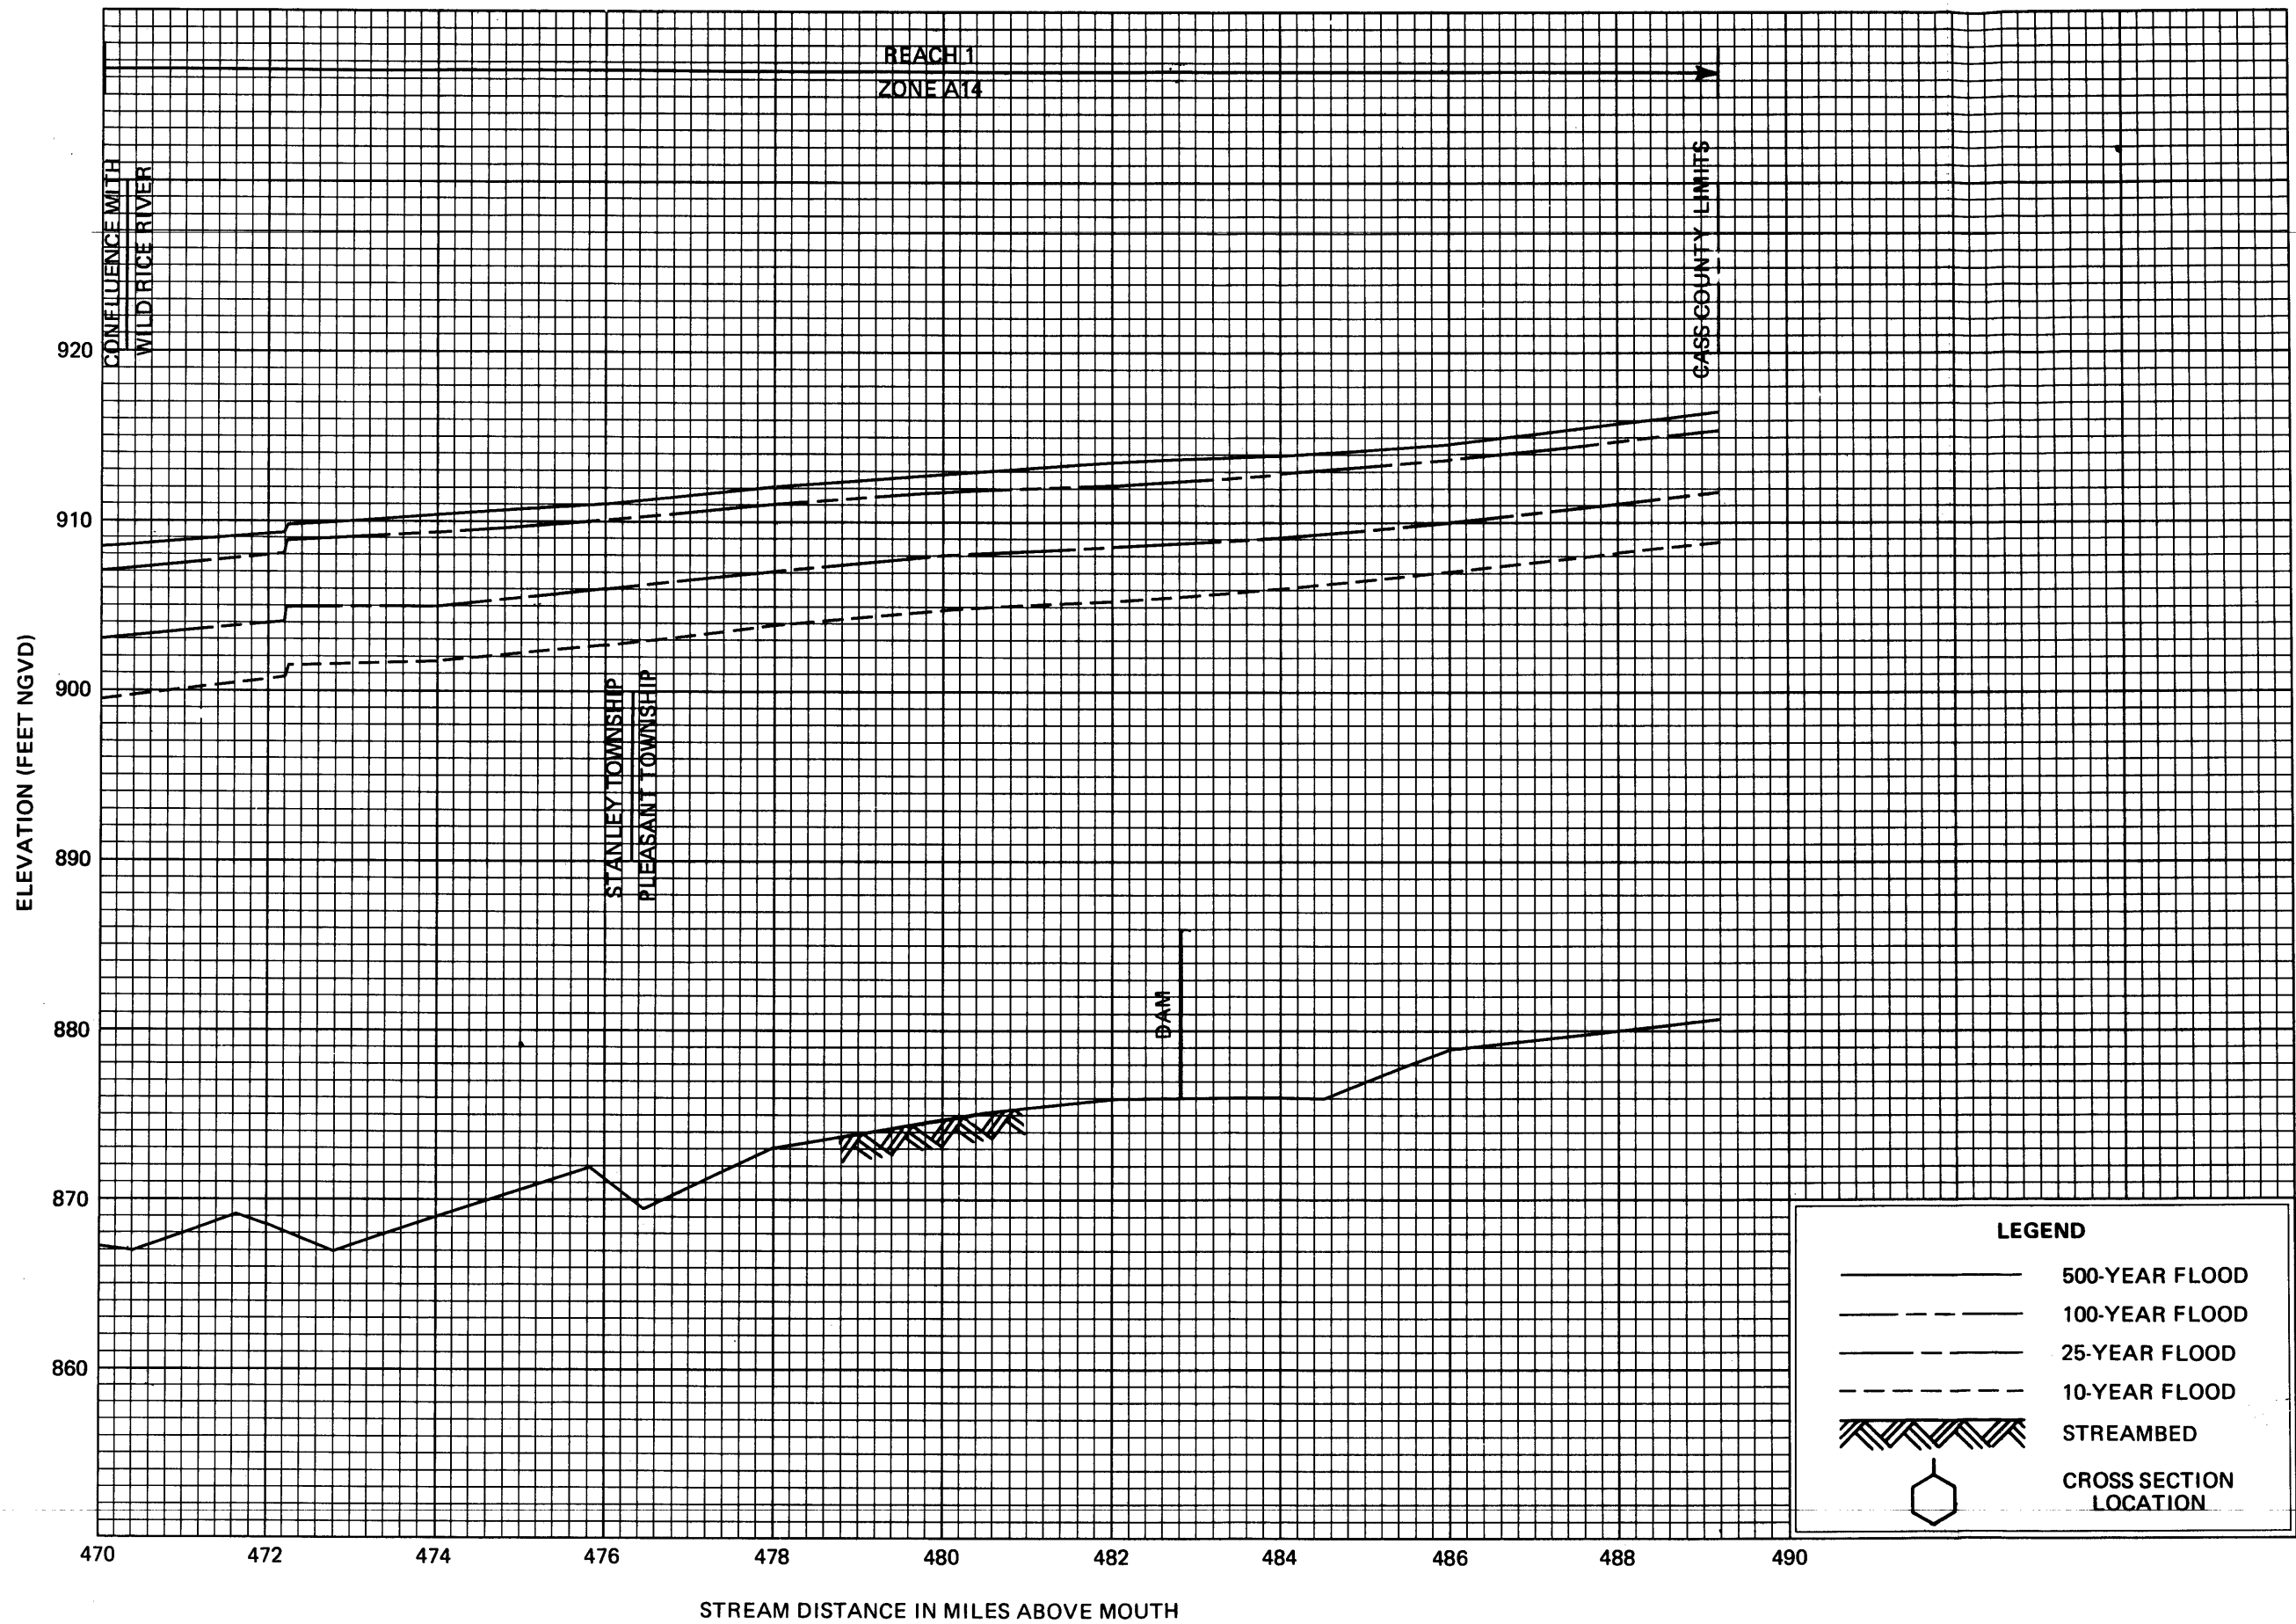 REACH 1
ZONE A14
CONFLUENCE WITH
WILD RICE RIVER
CASS COUNTY LIMITS
920
910
900
890
880
870
860
ELEVATION (FEET NGVD)
STANLEY TOWNSHIP
PLEASANT TOWNSHIP
DAM
LEGEND
500-YEAR FLOOD
100-YEAR FLOOD
25-YEAR FLOOD
10-YEAR FLOOD
STREAMBED
CROSS SECTION
LOCATION
470 472 474 476 478 480 482 484 486 488 490
STREAM DISTANCE IN MILES ABOVE MOUTH